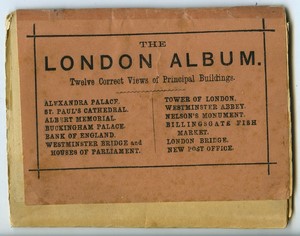 THE
LONDON ALBUM.
Twelve Correct Views of Principal Buildings.
ALEXANDRA PALACE.
ST. PAUL'S CATHEDRAL.
ALBERT MEMORIAL.
BUCKINGHAM PALACE.
BANK OF ENGLAND.
WESTMINSTER BRIDGE and
HOUSES OF PARLIAMENT.
TOWER OF LONDON.
WESTMINSTER ABBEY.
NELSON'S MONUMENT.
BILLINGSGATE FISH
MARKET.
LONDON BRIDGE.
NEW POST OFFICE.